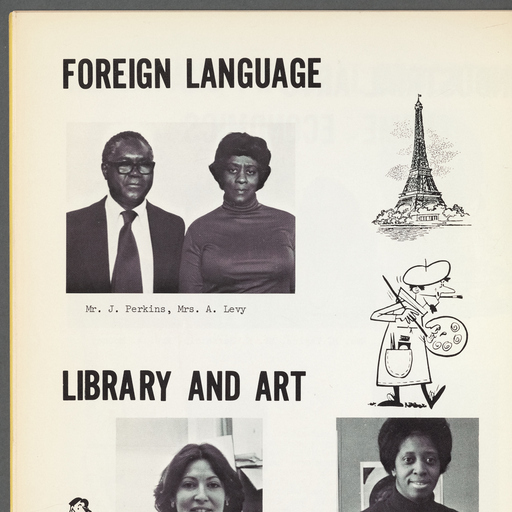 FOREIGN LANGUAGE
Mr. J. Perkins, Mrs. A. Levy
LIBRARY AND ART